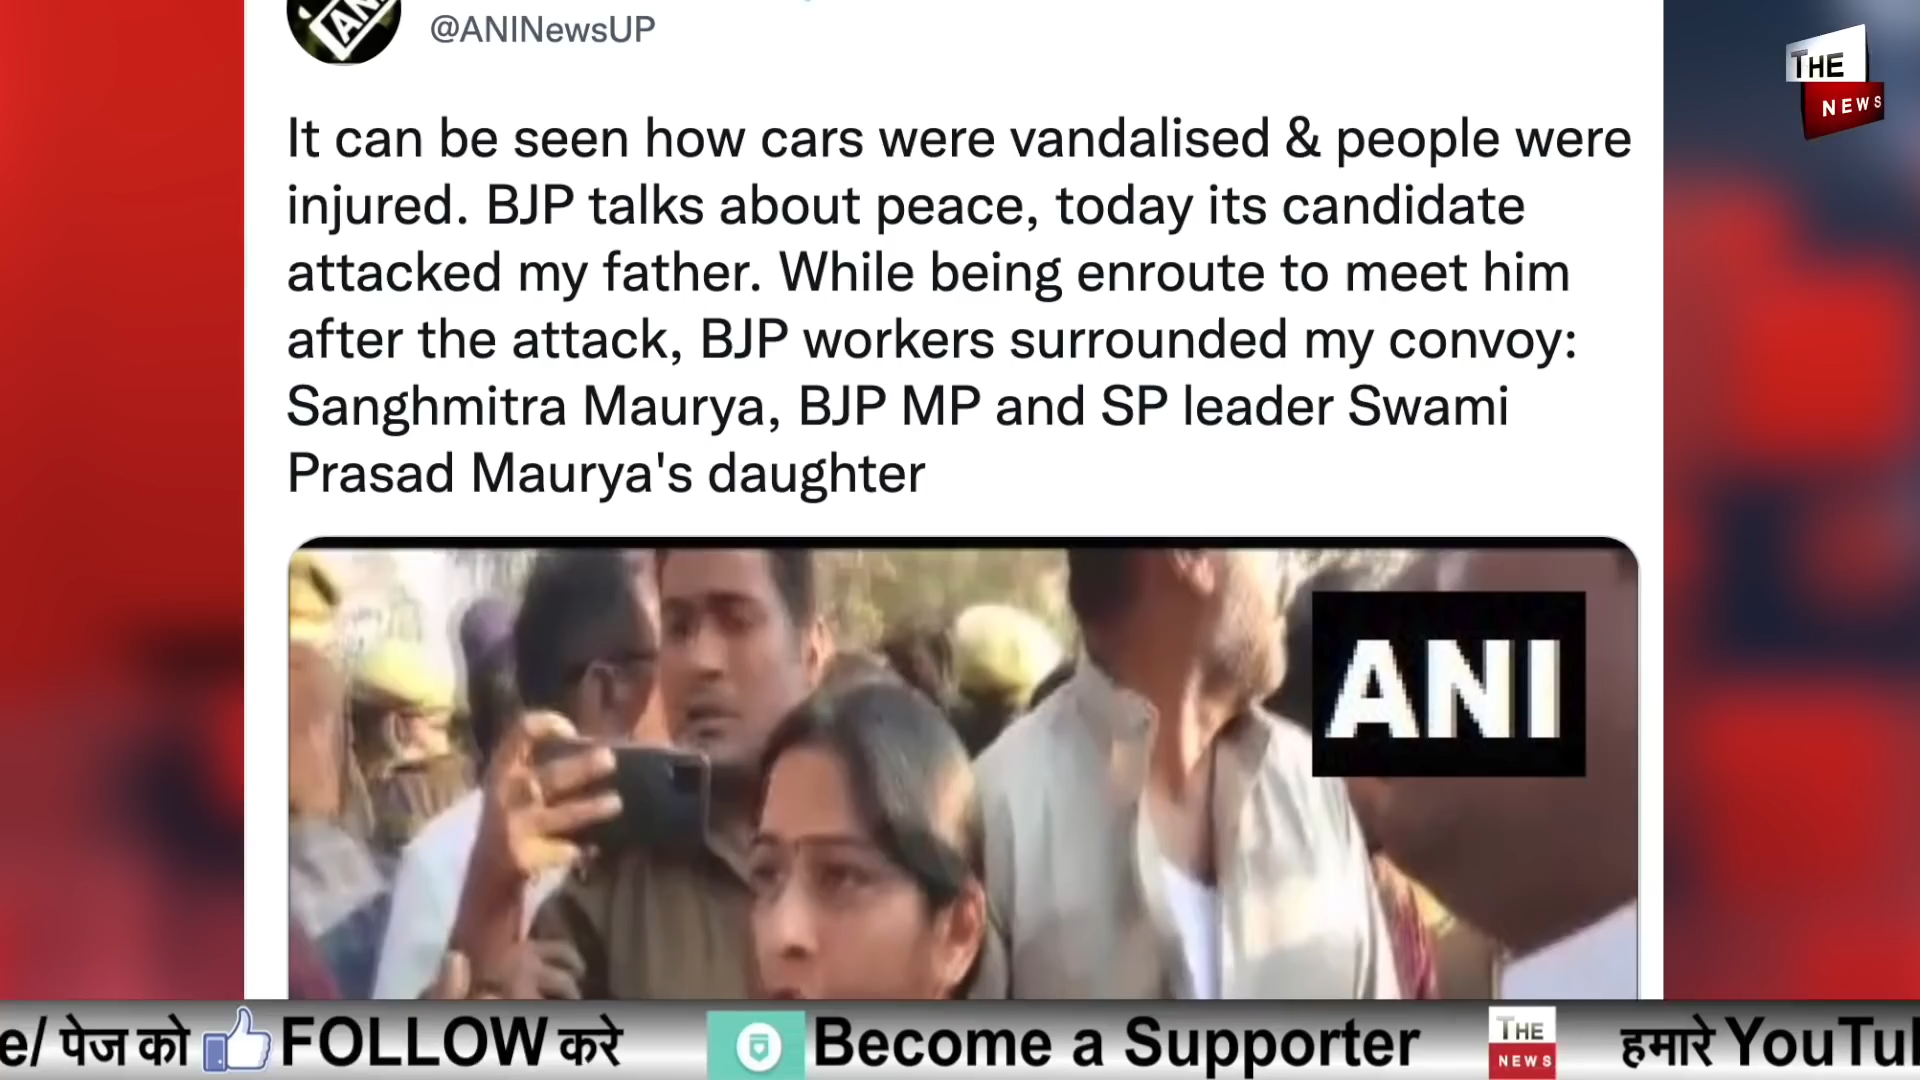 ANI
@ANINewsUP
THE
NEWS
It can be seen how cars were vandalised & people were
injured. BJP talks about peace, today its candidate
attacked my father. While being enroute to meet him
after the attack, BJP workers surrounded my convoy:
Sanghmitra Maurya, BJP MP and SP leader Swami
Prasad Maurya's daughter
ANI
e/ पेज को FOLLOW करे Become a Supporter THE NEWS हमारे YouTu